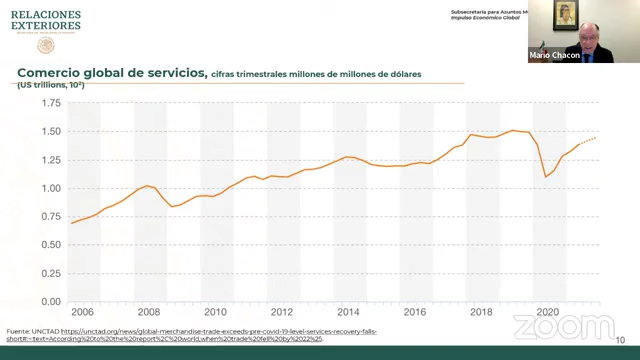 RELACIONES
EXTERIORES
Subsecretaría para Asuntos M
Impulso Económico Global
Mario Chacon
Comercio global de servicios, cifras trimestrales millones de millones de dólares
(US trillions, 10²)
1.75
1.50
1.25
1.00
0.75
0.50
0.25
0.00
2006
2008
2010
2012
2014
2016
2018
2020
Fuente: UNCTAD https://unctad.org/news/global-merchandise-trade-exceeds-pre-covid-19-level-services-recovery-falls-
short#:~:text=According%20to%20the%20report%2C%20world,when%20trade%20fell%20by%2022%25.
zoom
10